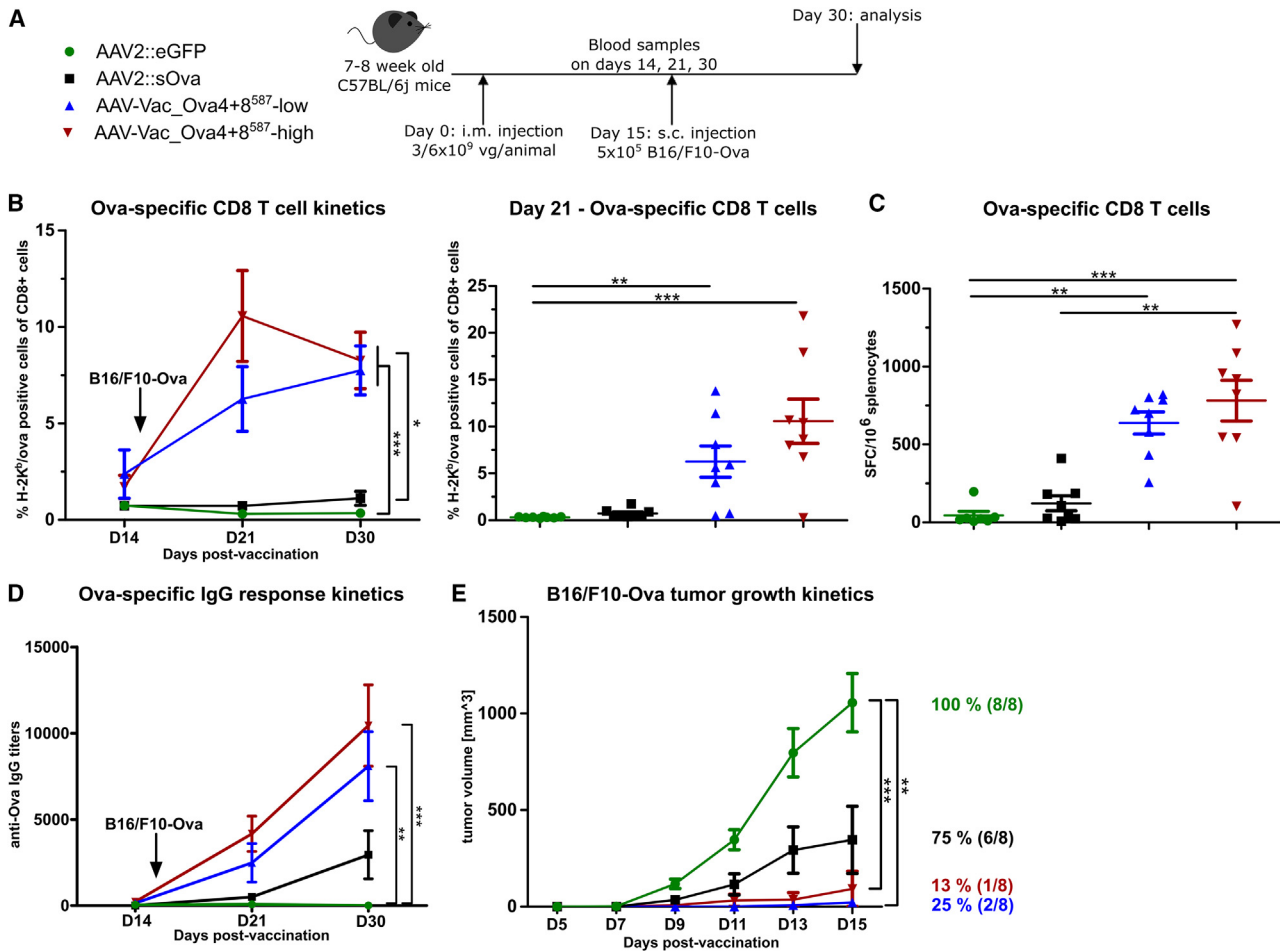 A
AAV2::eGFP
AAV2::sOva
AAV-Vac_Ova4+8⁵⁸⁷-low
AAV-Vac_Ova4+8⁵⁸⁷-high
7-8 week old
C57BL/6j mice
Blood samples
on days 14, 21, 30
Day 30: analysis
Day 0: i.m. injection
3/6x10⁹ vg/animal
Day 15: s.c. injection
5x10⁵ B16/F10-Ova
B
Ova-specific CD8 T cell kinetics
% H-2Kᵇ/ova positive cells of CD8+ cells
15
10
5
0
B16/F10-Ova
*
***
D14 D21 D30
Days post-vaccination
Day 21 - Ova-specific CD8 T cells
% H-2Kᵇ/ova positive cells of CD8+ cells
25
20
15
10
5
0
**
***
C
Ova-specific CD8 T cells
SFC/10⁶ splenocytes
1500
1000
500
0
***
**
**
D
Ova-specific IgG response kinetics
anti-Ova IgG titers
15000
10000
5000
0
B16/F10-Ova
**
***
D14 D21 D30
Days post-vaccination
E
B16/F10-Ova tumor growth kinetics
tumor volume [mm^3]
1500
1000
500
0
***
**
D5 D7 D9 D11 D13 D15
Days post-vaccination
100 % (8/8)
75 % (6/8)
13 % (1/8)
25 % (2/8)